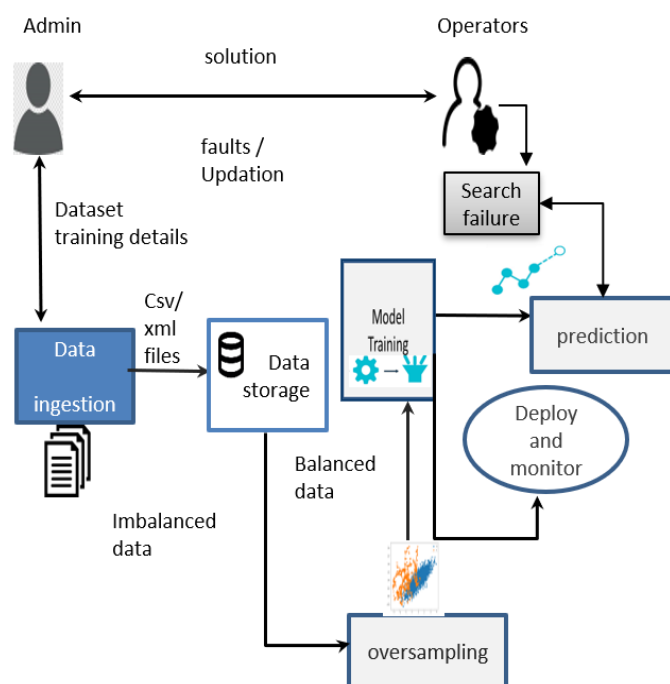 Admin
Operators
solution
faults /
Updation
Search
failure
Dataset
training details
Csv/
xml
files
Model
Training
prediction
Data
ingestion
Data
storage
Deploy
and
monitor
Balanced
data
Imbalanced
data
oversampling